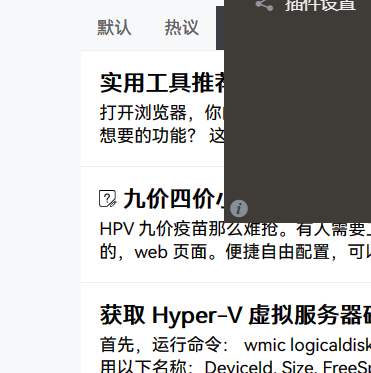 插件设置
默认 热议
实用工具推荐
打开浏览器，你
想要的功能？ 这
九价四价小
HPV 九价疫苗那么难抢。有人需要
的，web 页面。便捷自由配置，可以
获取 Hyper-V 虚拟服务器
首先，运行命令： wmic logicaldisk
用以下名称：DeviceId, Size, FreeSp